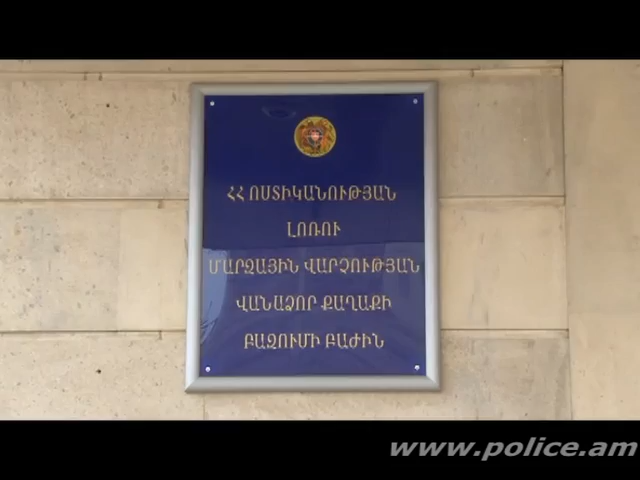 ՀՀ ՈՍՏԻԿԱՆՈՒԹՅԱՆ
ԼՈՌՈՒ
ՄԱՐԶԱՅԻՆ ՎԱՐՉՈՒԹՅԱՆ
ՎԱՆԱՁՈՐ ՔԱՂԱՔԻ
ԲԱԶՈՒՄԻ ԲԱԺԻՆ
www.police.am